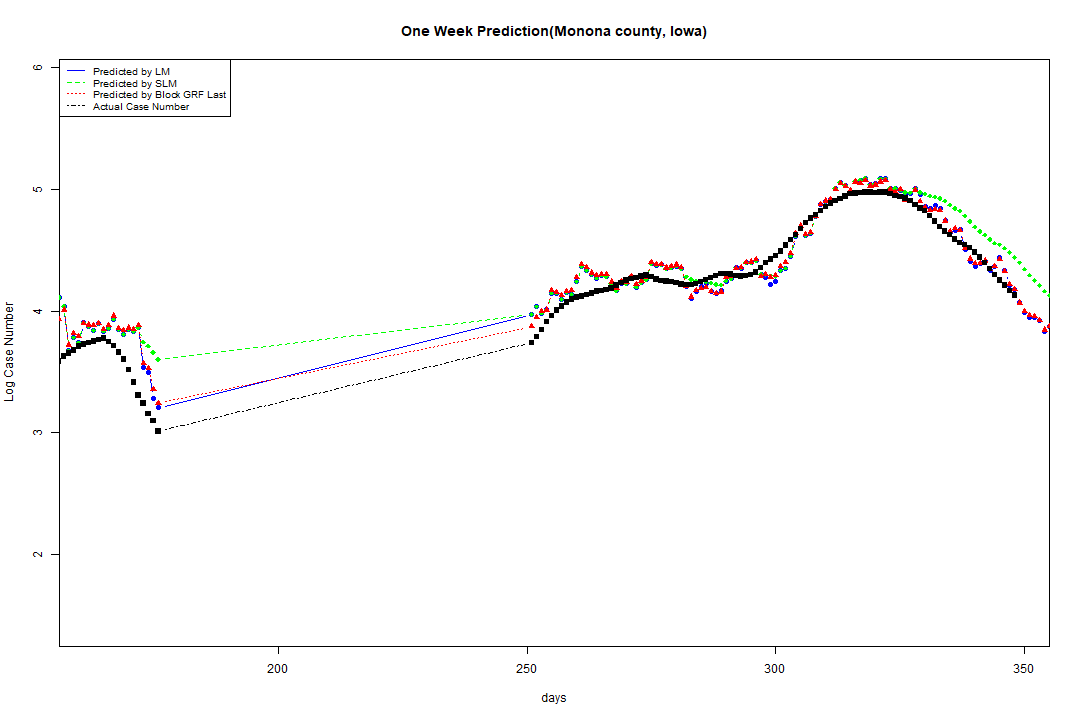 One Week Prediction(Monona county, Iowa)
Predicted by LM
Predicted by SLM
Predicted by Block GRF Last
Actual Case Number
6
5
4
3
2
Log Case Number
200
250
300
350
days